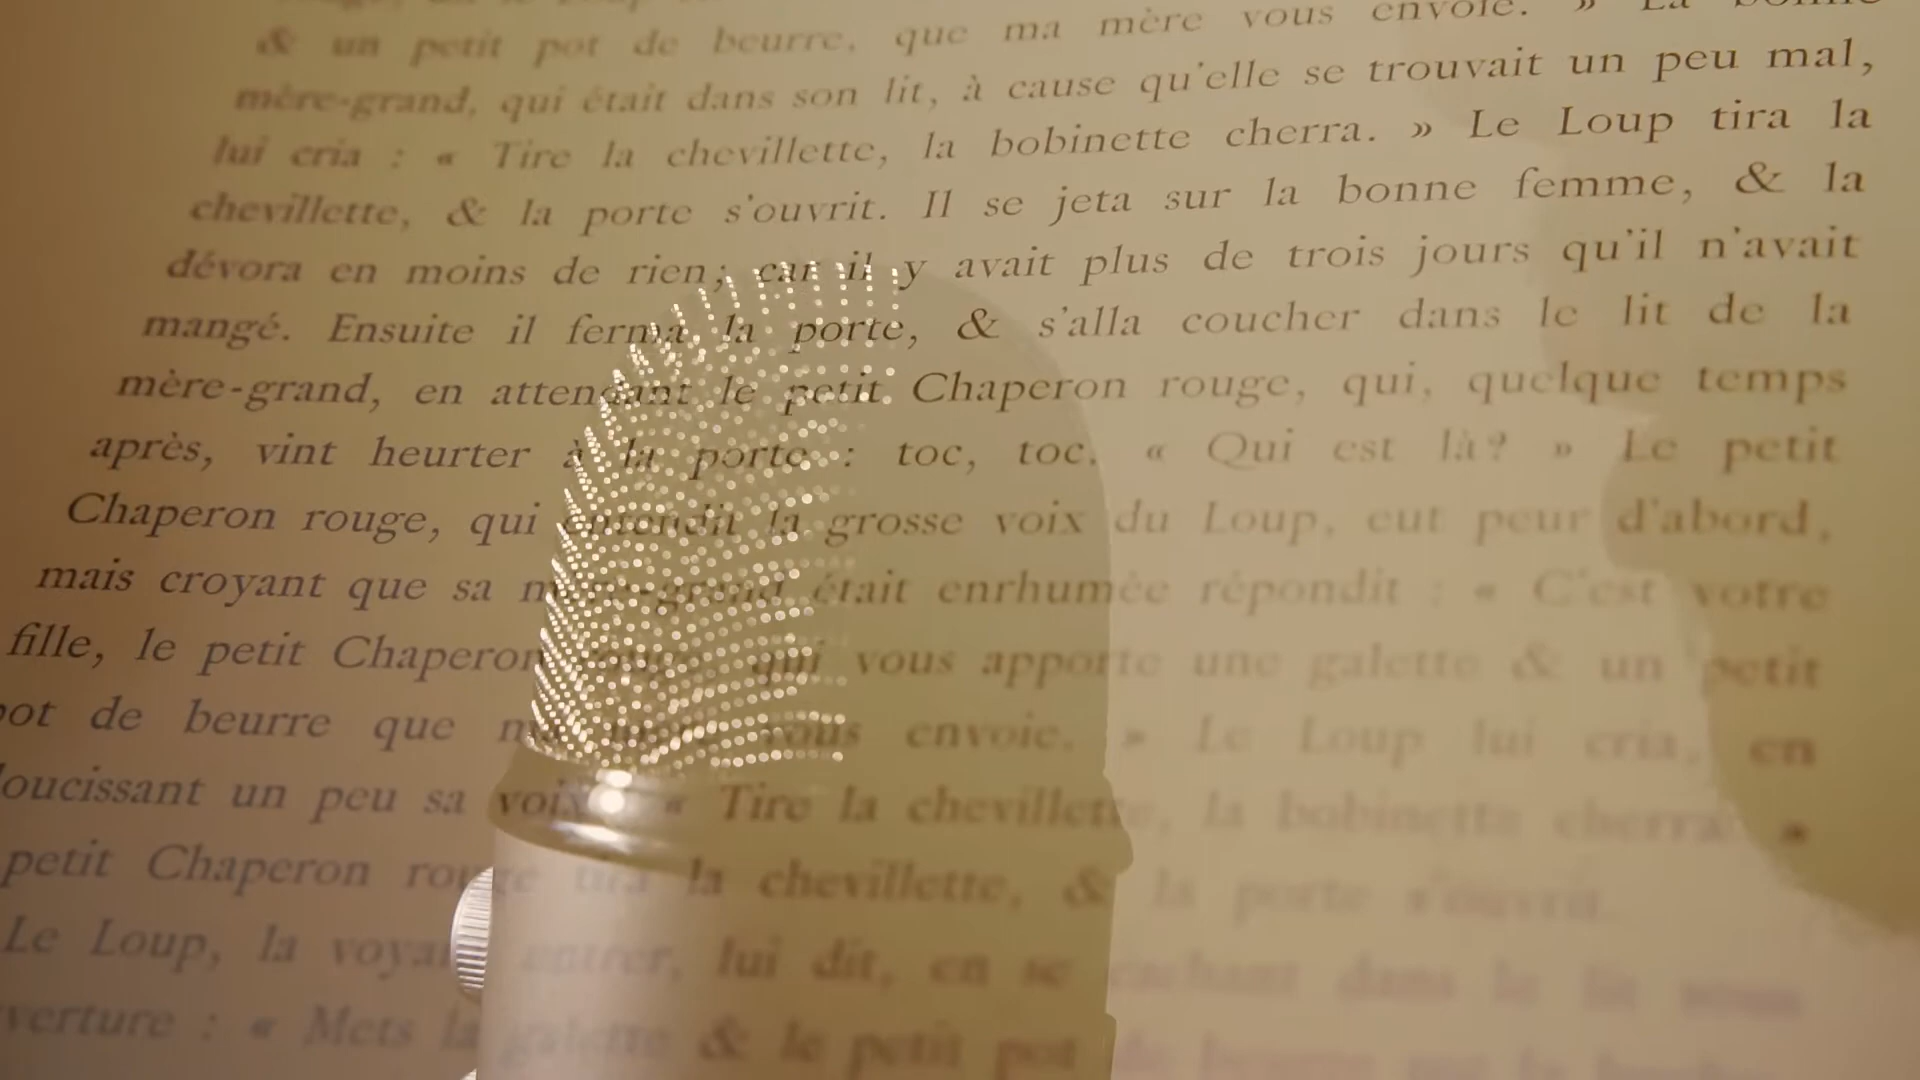 & un petit pot de beurre, que ma mère vous envoie. » La bonne
mère-grand, qui était dans son lit, à cause qu'elle se trouvait un peu mal,
lui cria : « Tire la chevillette, la bobinette cherra. » Le Loup tira la
chevillette, & la porte s'ouvrit. Il se jeta sur la bonne femme, & la
dévora en moins de rien; car il y avait plus de trois jours qu'il n'avait
mangé. Ensuite il ferma la porte, & s'alla coucher dans le lit de la
mère-grand, en attendant le petit Chaperon rouge, qui, quelque temps
après, vint heurter à la porte : toc, toc. « Qui est là? » Le petit
Chaperon rouge, qui entendit la grosse voix du Loup, eut peur d'abord,
mais croyant que sa mère-grand était enrhumée répondit : « C'est votre
fille, le petit Chaperon rouge, qui vous apporte une galette & un petit
pot de beurre que ma mère vous envoie. » Le Loup lui cria, en
oucissant un peu sa voix : « Tire la chevillette, la bobinette cherra. »
petit Chaperon rouge tira la chevillette, & la porte s'ouvrit.
Le Loup, la voyant entrer, lui dit, en se cachant dans le lit sous
verture : « Mets la galette & le petit pot de beurre sur la